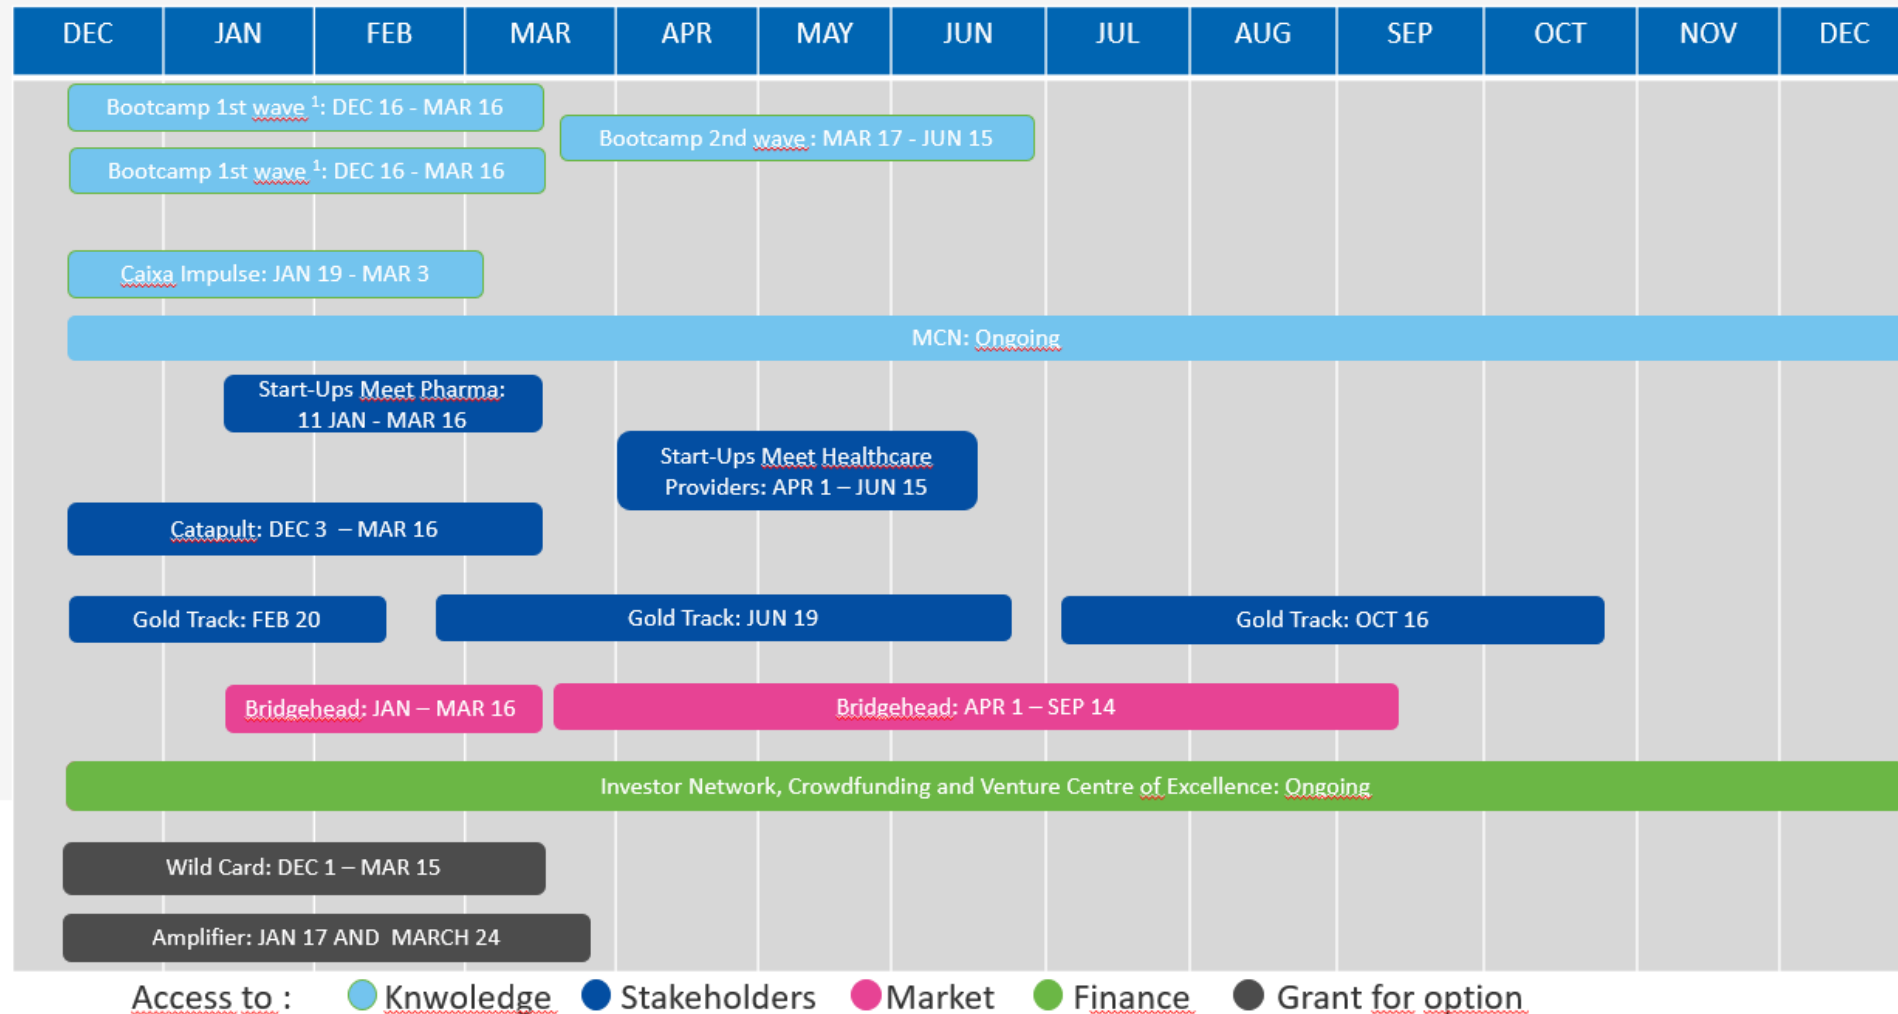 DEC JAN FEB MAR APR MAY JUN JUL AUG SEP OCT NOV DEC
Bootcamp 1st wave ¹: DEC 16 - MAR 16
Bootcamp 2nd wave : MAR 17 - JUN 15
Bootcamp 1st wave ¹: DEC 16 - MAR 16
Caixa Impulse: JAN 19 - MAR 3
MCN: Ongoing
Start-Ups Meet Pharma:
11 JAN - MAR 16
Start-Ups Meet Healthcare
Providers: APR 1 – JUN 15
Catapult: DEC 3 – MAR 16
Gold Track: FEB 20
Gold Track: JUN 19
Gold Track: OCT 16
Bridgehead: JAN – MAR 16
Bridgehead: APR 1 – SEP 14
Investor Network, Crowdfunding and Venture Centre of Excellence: Ongoing
Wild Card: DEC 1 – MAR 15
Amplifier: JAN 17 AND MARCH 24
Access to : Knwoledge Stakeholders Market Finance Grant for option